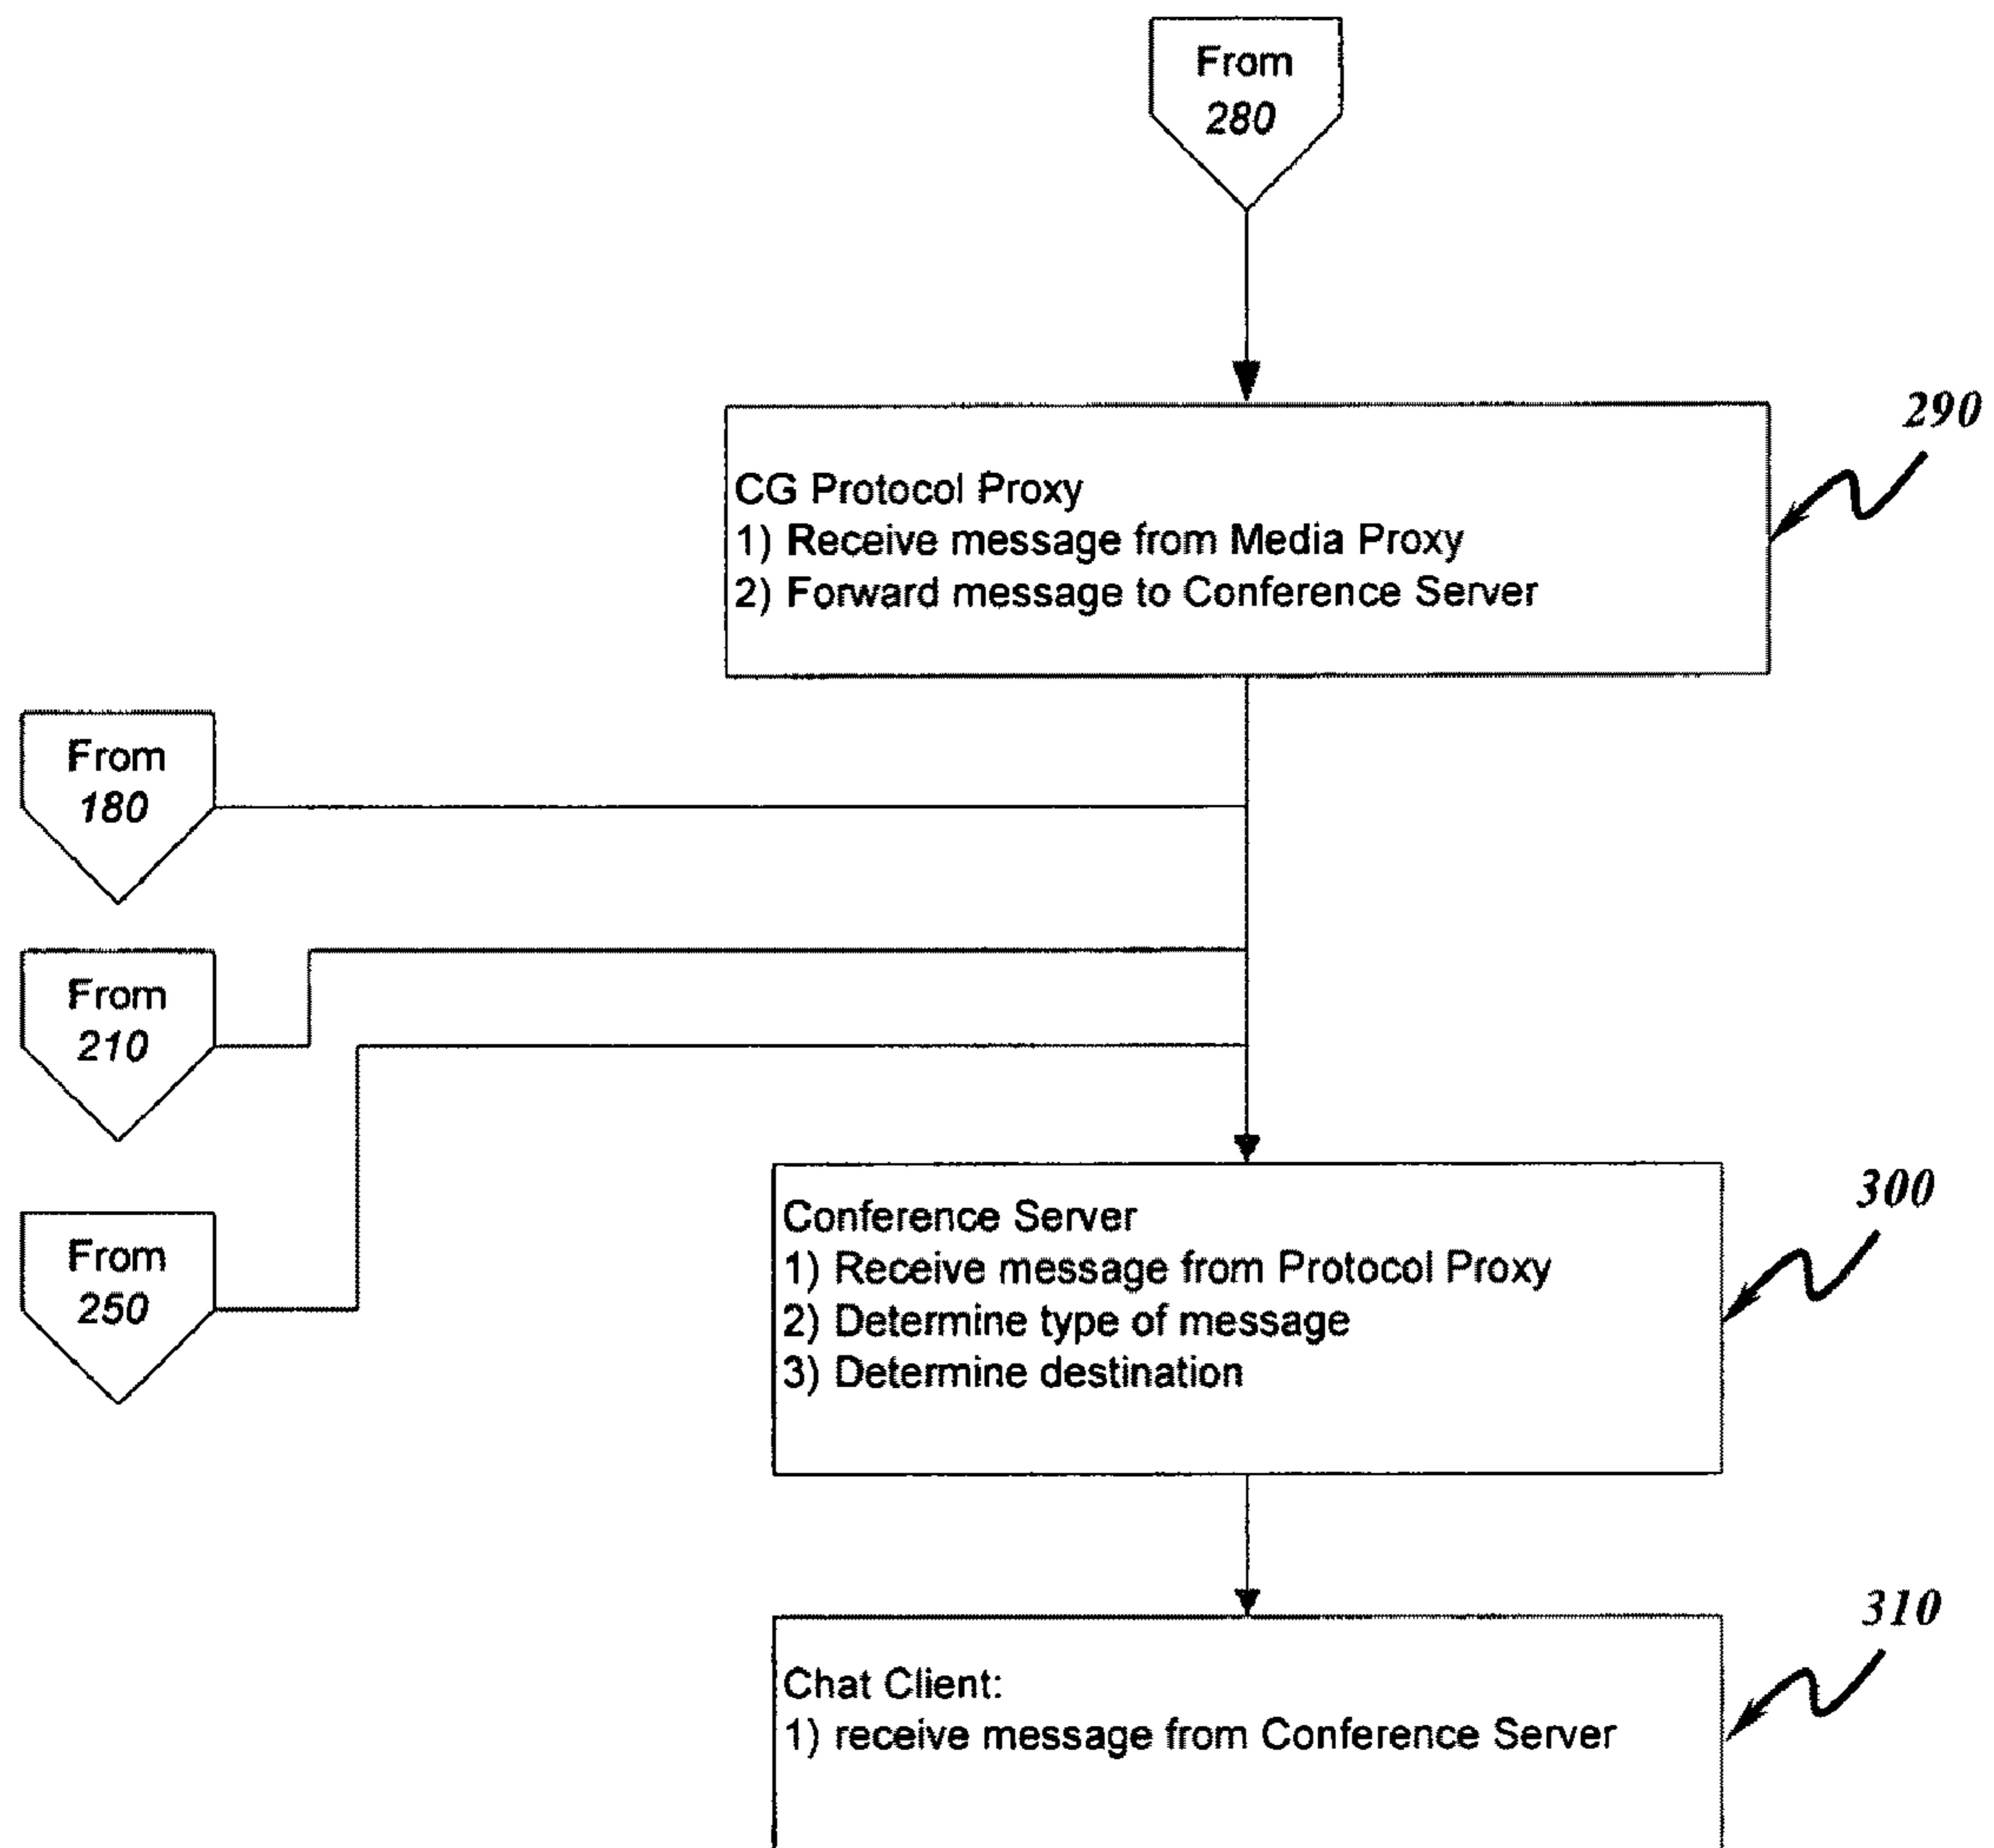 From
280
290
CG Protocol Proxy
1) Receive message from Media Proxy
2) Forward message to Conference Server
From
180
From
210
From
250
300
Conference Server
1) Receive message from Protocol Proxy
2) Determine type of message
3) Determine destination
310
Chat Client:
1) receive message from Conference Server